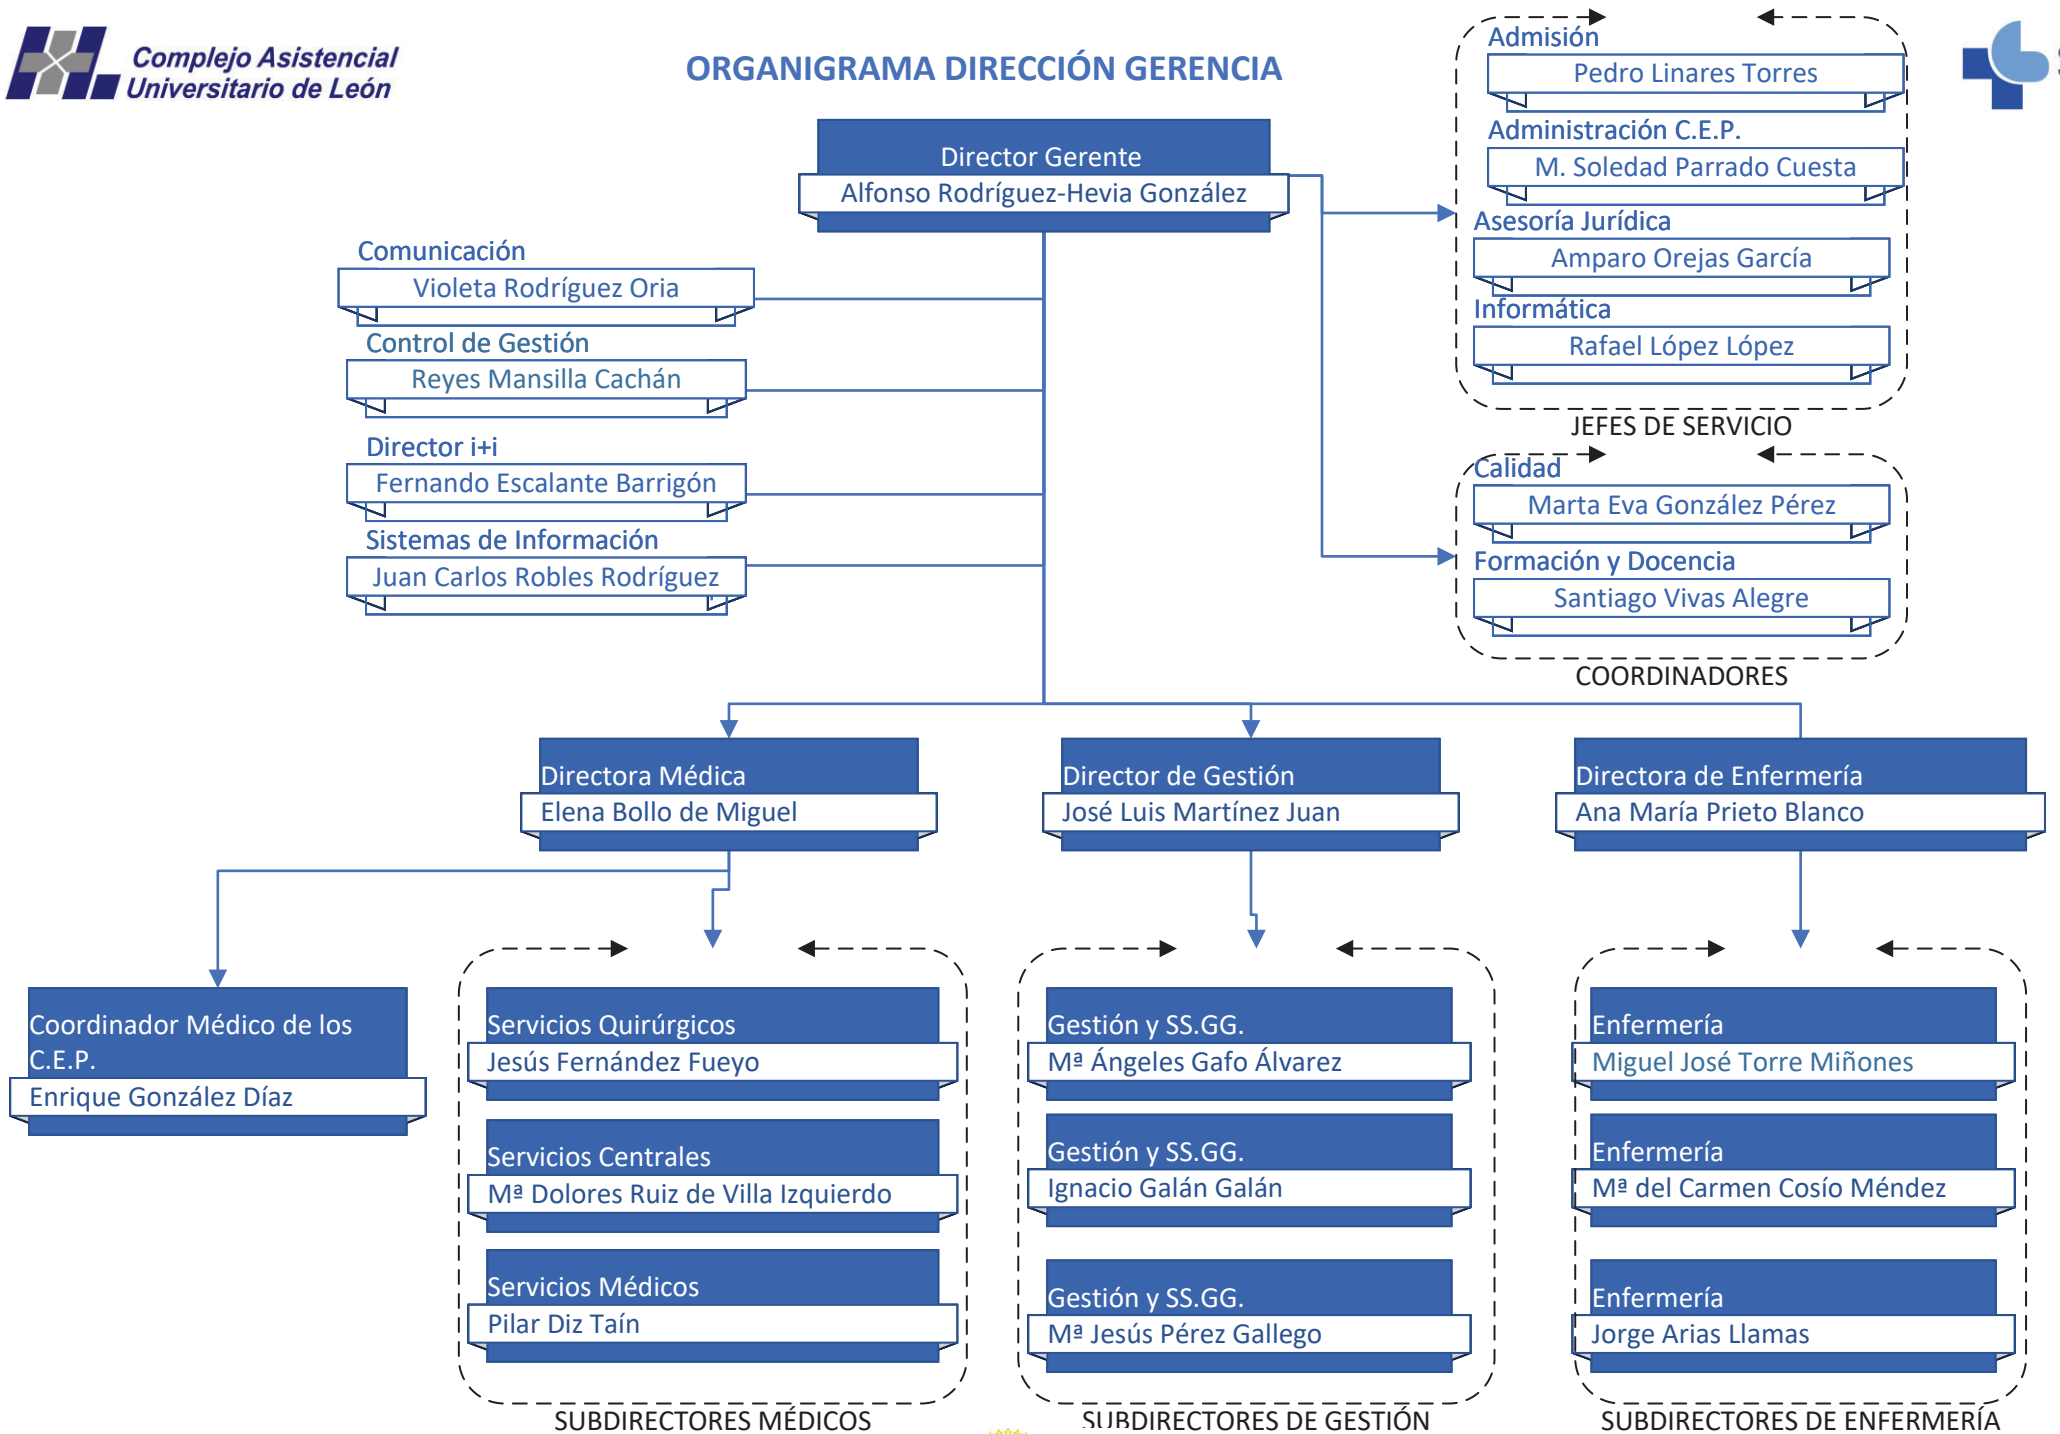 Complejo Asistencial
Universitario de León
ORGANIGRAMA DIRECCIÓN GERENCIA
Director Gerente
Alfonso Rodríguez-Hevia González
Admisión
Pedro Linares Torres
Administración C.E.P.
M. Soledad Parrado Cuesta
Asesoría Jurídica
Amparo Orejas García
Informática
Rafael López López
JEFES DE SERVICIO
Calidad
Marta Eva González Pérez
Formación y Docencia
Santiago Vivas Alegre
COORDINADORES
Comunicación
Violeta Rodríguez Oria
Control de Gestión
Reyes Mansilla Cachán
Director i+i
Fernando Escalante Barrigón
Sistemas de Información
Juan Carlos Robles Rodríguez
Directora Médica
Elena Bollo de Miguel
Director de Gestión
José Luis Martínez Juan
Directora de Enfermería
Ana María Prieto Blanco
Coordinador Médico de los
C.E.P.
Enrique González Díaz
Servicios Quirúrgicos
Jesús Fernández Fueyo
Servicios Centrales
Mª Dolores Ruiz de Villa Izquierdo
Servicios Médicos
Pilar Diz Taín
SUBDIRECTORES MÉDICOS
Gestión y SS.GG.
Mª Ángeles Gafo Álvarez
Gestión y SS.GG.
Ignacio Galán Galán
Gestión y SS.GG.
Mª Jesús Pérez Gallego
SUBDIRECTORES DE GESTIÓN
Enfermería
Miguel José Torre Miñones
Enfermería
Mª del Carmen Cosío Méndez
Enfermería
Jorge Arias Llamas
SUBDIRECTORES DE ENFERMERÍA